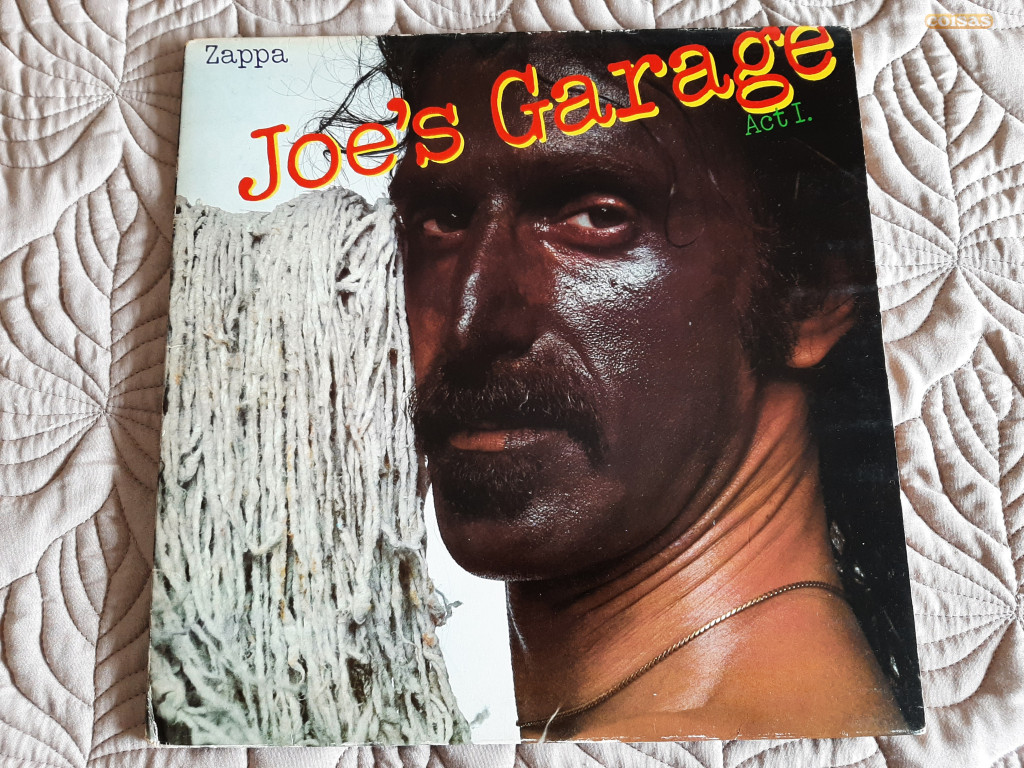 coisas
Zappa
Joe's Garage
Act I.